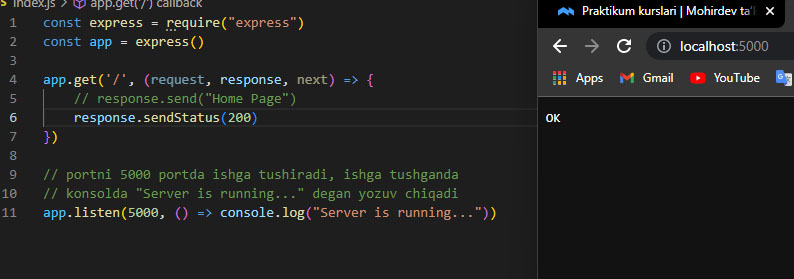 index.js > app.get('/') callback
1 const express = require("express")
2 const app = express()
3
4 app.get('/', (request, response, next) => {
5 // response.send("Home Page")
6 response.sendStatus(200)
7 })
8
9 // portni 5000 portda ishga tushiradi, ishga tushganda
10 // konsolda "Server is running..." degan yozuv chiqadi
11 app.listen(5000, () => console.log("Server is running..."))
Praktikum kurslari | Mohirdev ta'l
localhost:5000
Apps Gmail YouTube
OK